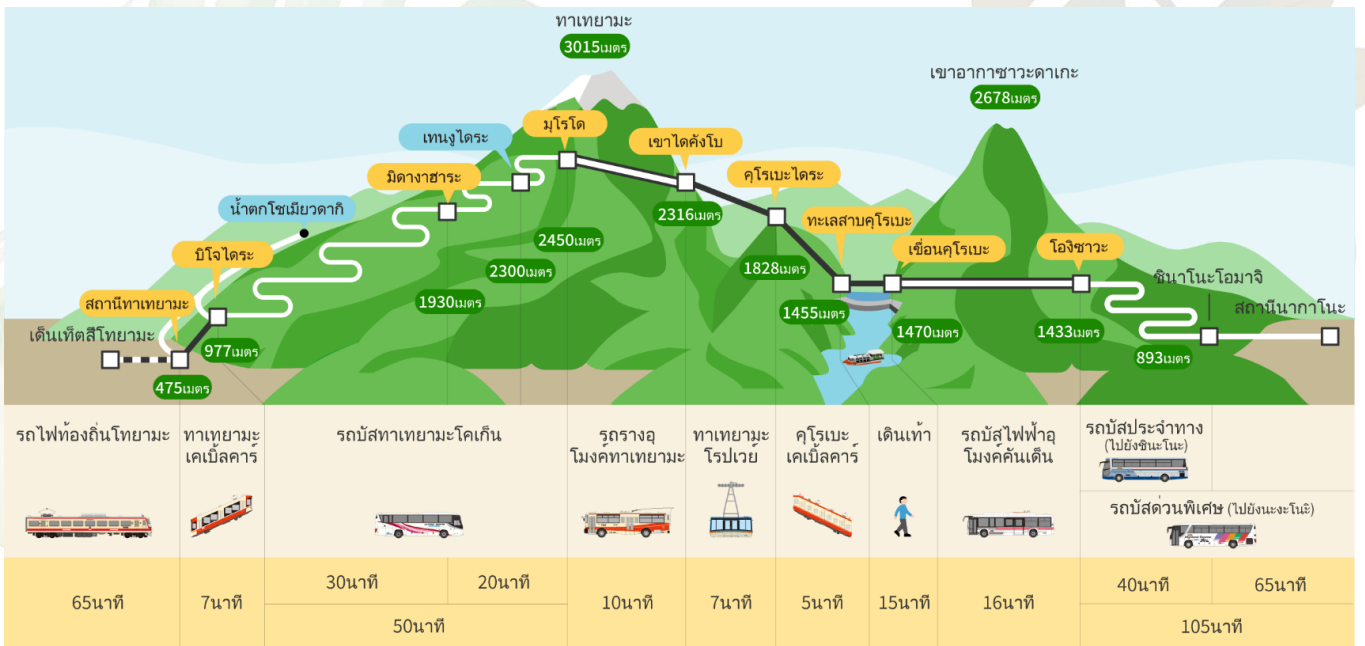 ทาเทยามะ
3015เมตร
เขาอากาซาวะดาเกะ
2678เมตร
เทนงูไดระ
มุโรโด
เขาไดคังโบ
มิดางาฮาระ
คุโรเบะไดระ
น้ำตกโชเมียวดากิ
2316เมตร
ทะเลสาบคุโรเบะ
เขื่อนคุโรเบะ
โองิซาวะ
บิโจไดระ
2450เมตร
2300เมตร
1828เมตร
ชินาโนะโอมาจิ
สถานีทาเทยามะ
1930เมตร
1455เมตร
1470เมตร
1433เมตร
สถานีนากาโนะ
เด็นเท็ตสึโทยามะ
977เมตร
893เมตร
475เมตร
รถไฟท้องถิ่นโทยามะ
ทาเทยามะ
เคเบิ้ลคาร์
รถบัสทาเทยามะโคเก็น
รถรางอุ
โมงค์ทาเทยามะ
ทาเทยามะ
โรปเวย์
คุโรเบะ
เคเบิ้ลคาร์
เดินเท้า
รถบัสไฟฟ้าอุ
โมงค์คันเด็น
รถบัสประจำทาง
(ไปยังชินะโนะ)
รถบัสด่วนพิเศษ (ไปยังนะงะโนะ)
65นาที
7นาที
30นาที
20นาที
50นาที
10นาที
7นาที
5นาที
15นาที
16นาที
40นาที
65นาที
105นาที